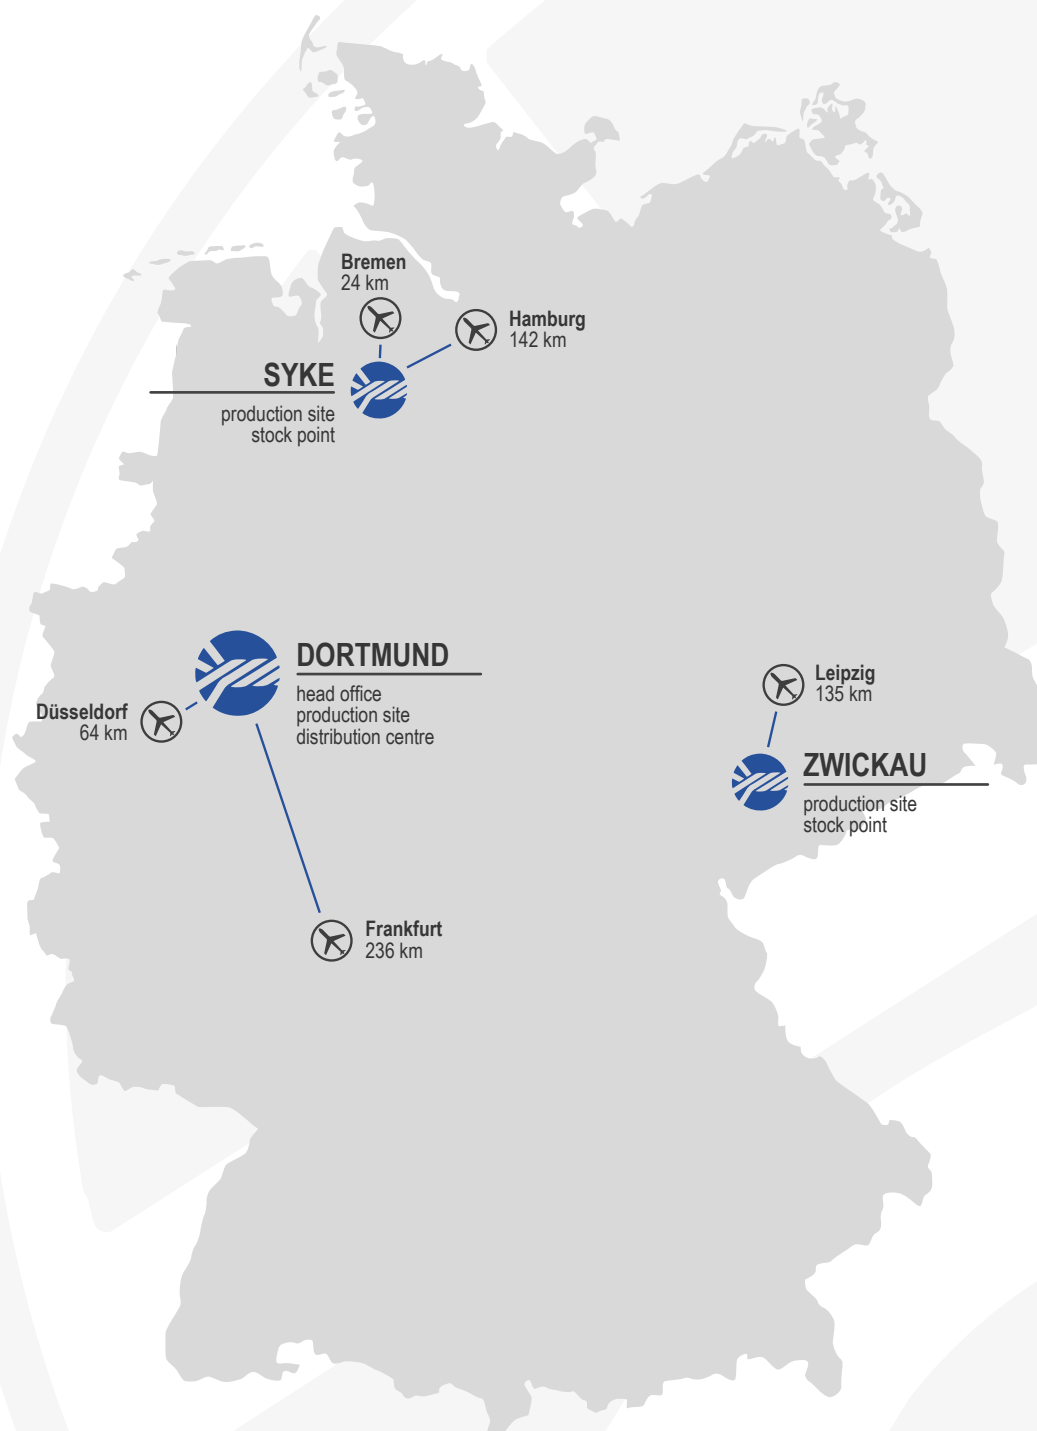 Bremen
24 km
Hamburg
142 km
SYKE
production site
stock point
DORTMUND
head office
production site
distribution centre
Düsseldorf
64 km
Leipzig
135 km
ZWICKAU
production site
stock point
Frankfurt
236 km